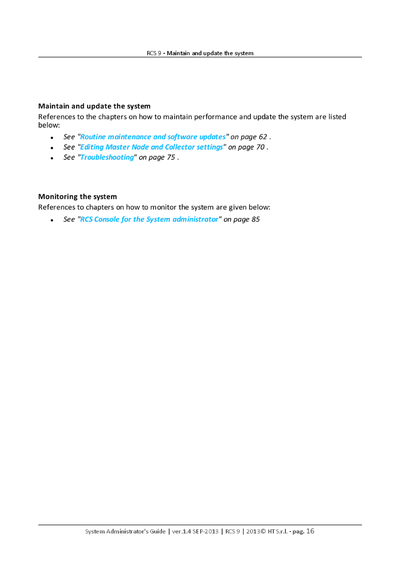 RCS 9 - Maintain and update the system
Maintain and update the system
References to the chapters on how to maintain performance and update the system are listed
below:
• See "Routine maintenance and software updates" on page 62 .
• See "Editing Master Node and Collector settings" on page 70 .
• See "Troubleshooting" on page 75 .
Monitoring the system
References to chapters on how to monitor the system are given below:
• See "RCS Console for the System administrator" on page 85
System Administrator's Guide | ver.1.4 SEP-2013 | RCS 9 | 2013© HT S.r.l. - pag. 16